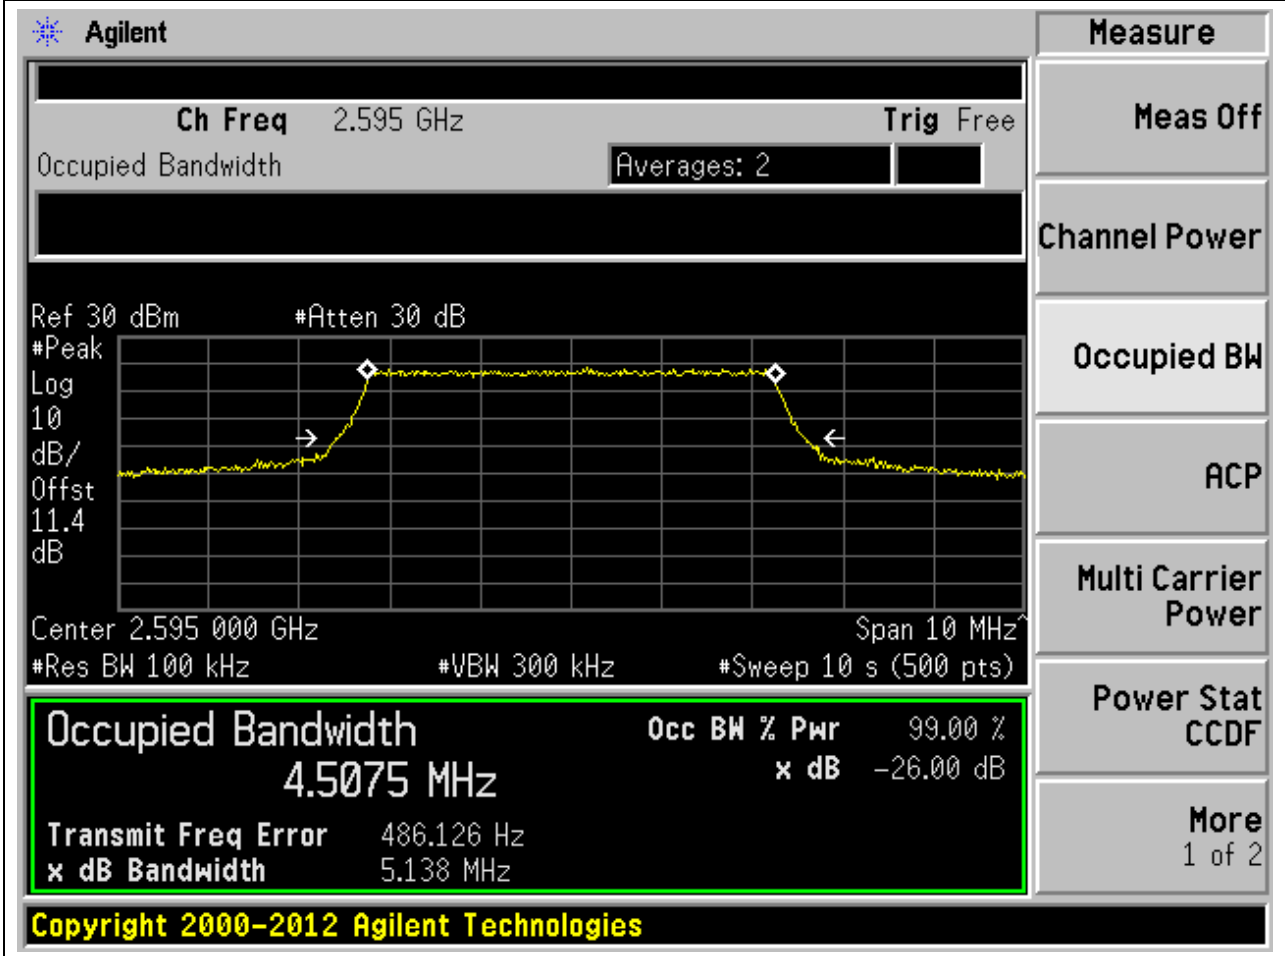 Agilent
Measure
Ch Freq 2.595 GHz Trig Free
Occupied Bandwidth Averages: 2
Meas Off
Channel Power
Occupied BW
ACP
Multi Carrier
Power
Power Stat
CCDF
More
1 of 2
Ref 30 dBm #Atten 30 dB
#Peak
Log
10
dB/
Offst
11.4
dB
Center 2.595 000 GHz Span 10 MHz^
#Res BW 100 kHz #VBW 300 kHz #Sweep 10 s (500 pts)
Occupied Bandwidth Occ BW % Pwr 99.00 %
4.5075 MHz x dB -26.00 dB
Transmit Freq Error 486.126 Hz
x dB Bandwidth 5.138 MHz
Copyright 2000-2012 Agilent Technologies